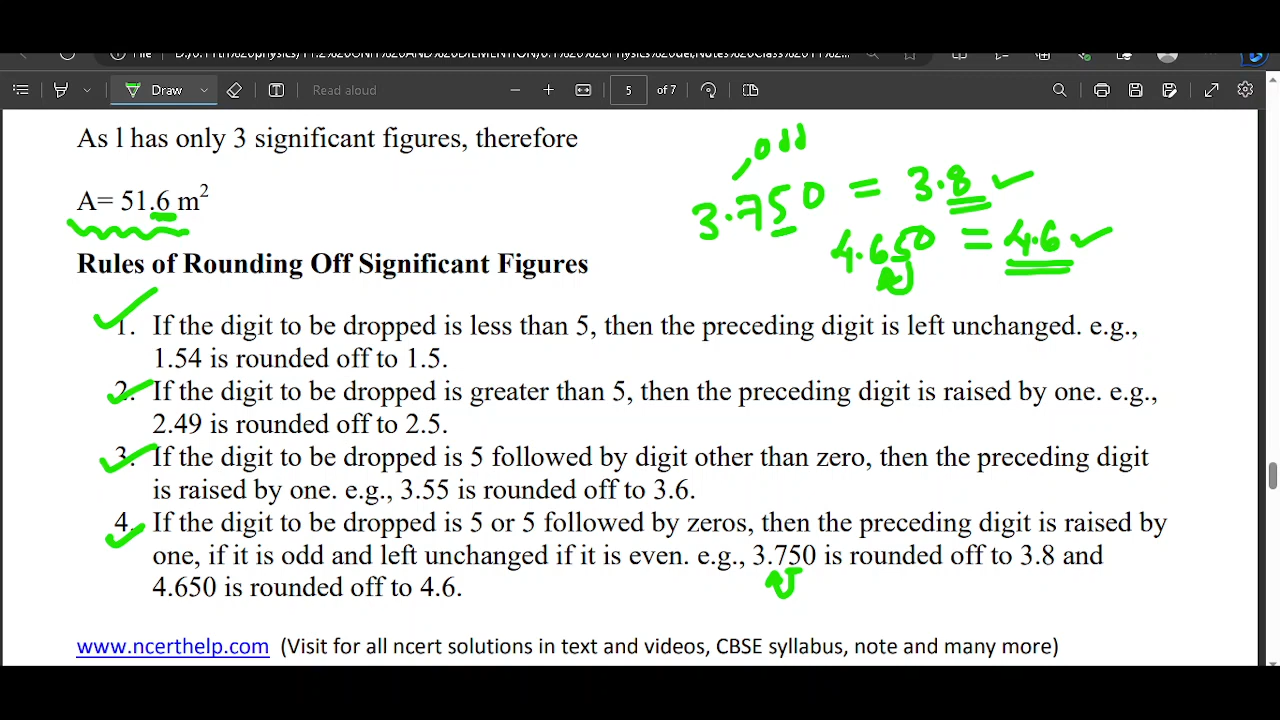 File
Draw
Read aloud
5 of 7
As l has only 3 significant figures, therefore
A= 51.6 m²
odd
3.750 = 3.8
4.650 = 4.6
Rules of Rounding Off Significant Figures
1. If the digit to be dropped is less than 5, then the preceding digit is left unchanged. e.g.,
1.54 is rounded off to 1.5.
2. If the digit to be dropped is greater than 5, then the preceding digit is raised by one. e.g.,
2.49 is rounded off to 2.5.
3. If the digit to be dropped is 5 followed by digit other than zero, then the preceding digit
is raised by one. e.g., 3.55 is rounded off to 3.6.
4. If the digit to be dropped is 5 or 5 followed by zeros, then the preceding digit is raised by
one, if it is odd and left unchanged if it is even. e.g., 3.750 is rounded off to 3.8 and
4.650 is rounded off to 4.6.
www.ncerthelp.com (Visit for all ncert solutions in text and videos, CBSE syllabus, note and many more)